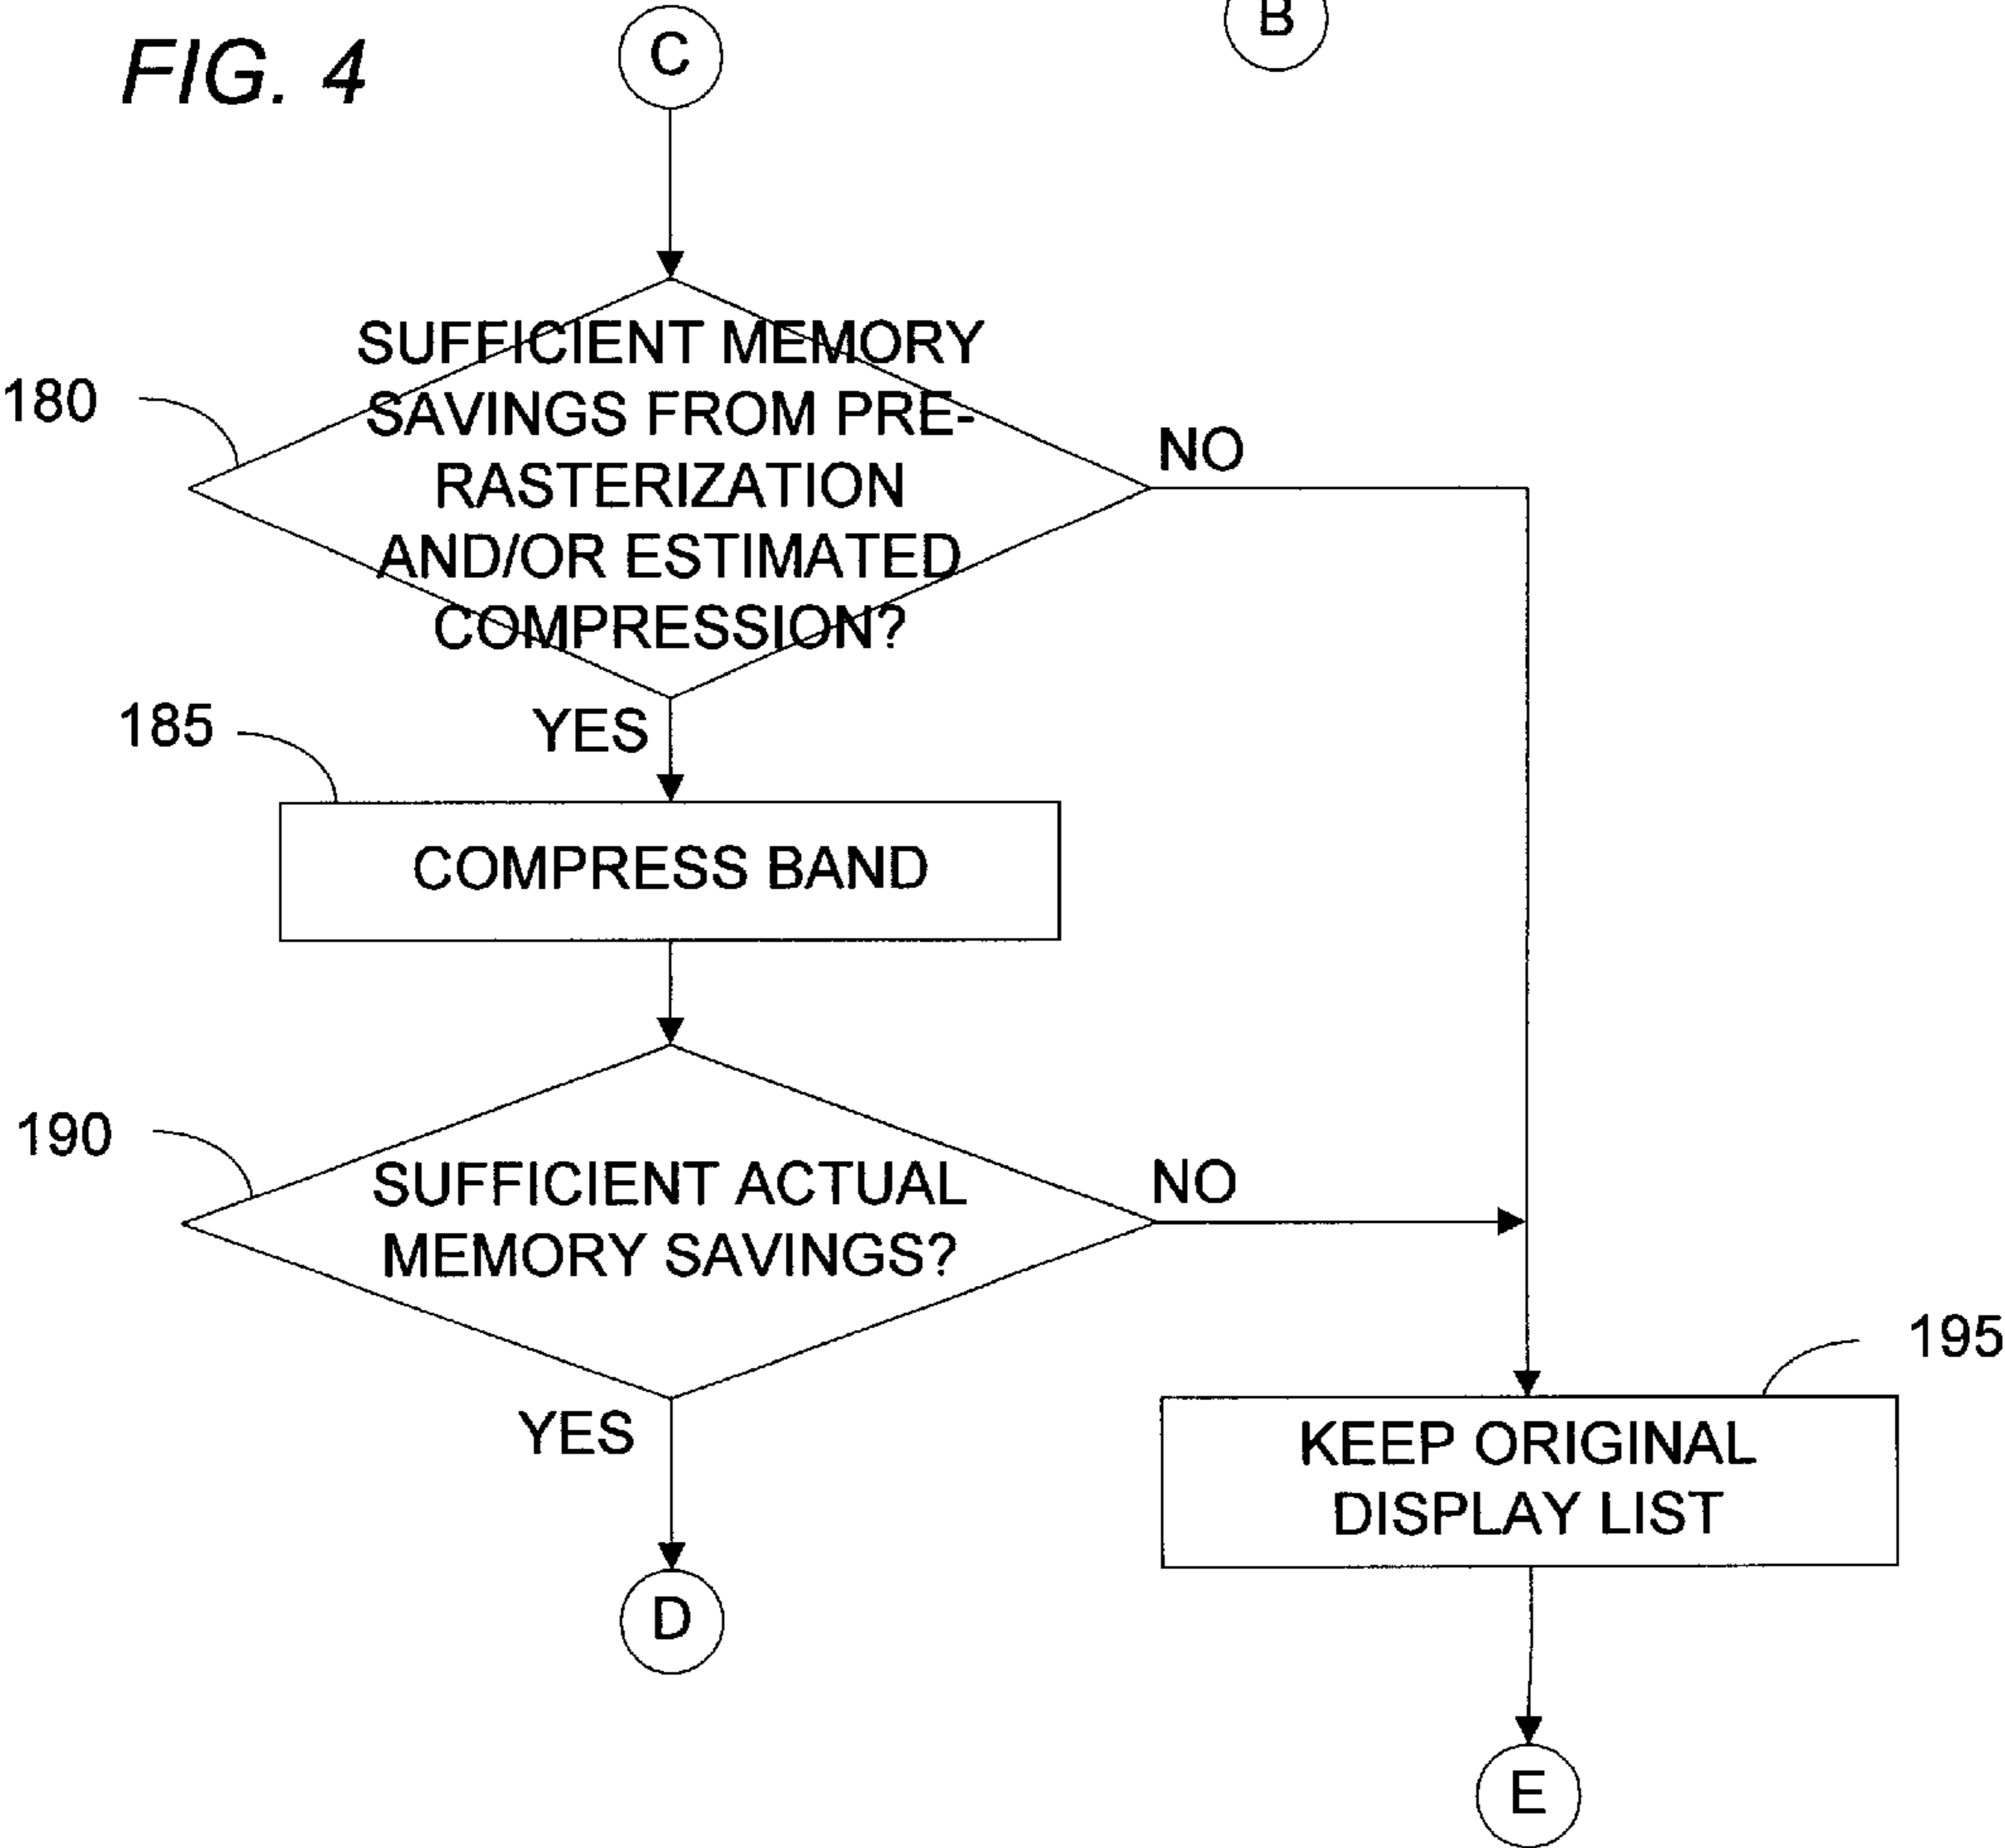 B
FIG. 4
C
180
SUFFICIENT MEMORY
SAVINGS FROM PRE-
RASTERIZATION
AND/OR ESTIMATED
COMPRESSION?
NO
YES
185
COMPRESS BAND
190
SUFFICIENT ACTUAL
MEMORY SAVINGS?
NO
YES
195
KEEP ORIGINAL
DISPLAY LIST
D
E